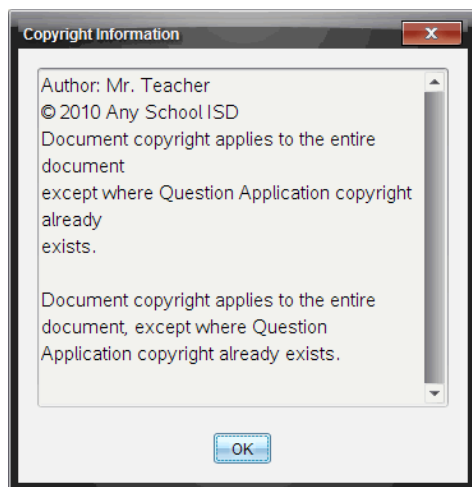 Copyright Information
Author: Mr. Teacher
© 2010 Any School ISD
Document copyright applies to the entire
document
except where Question Application copyright
already
exists.
Document copyright applies to the entire
document, except where Question
Application copyright already exists.
OK